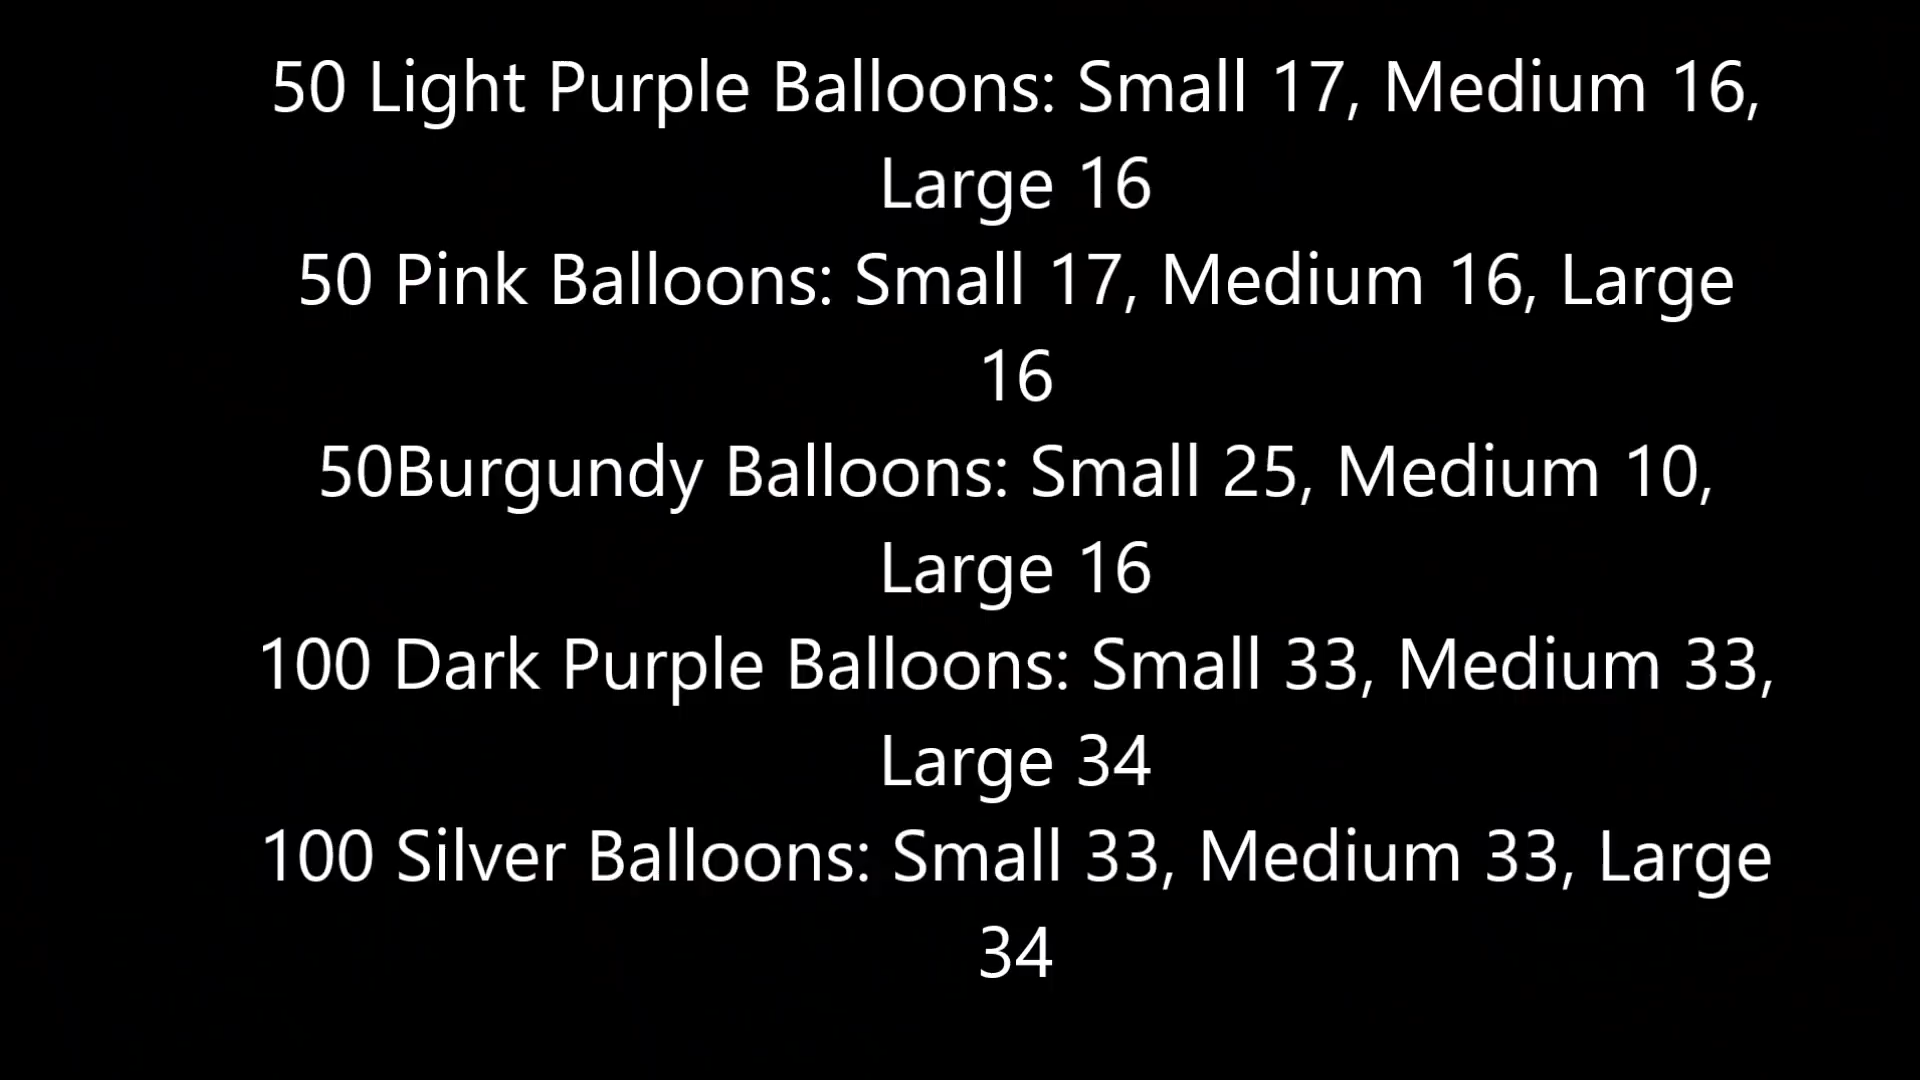 50 Light Purple Balloons: Small 17, Medium 16,
Large 16
50 Pink Balloons: Small 17, Medium 16, Large
16
50Burgundy Balloons: Small 25, Medium 10,
Large 16
100 Dark Purple Balloons: Small 33, Medium 33,
Large 34
100 Silver Balloons: Small 33, Medium 33, Large
34